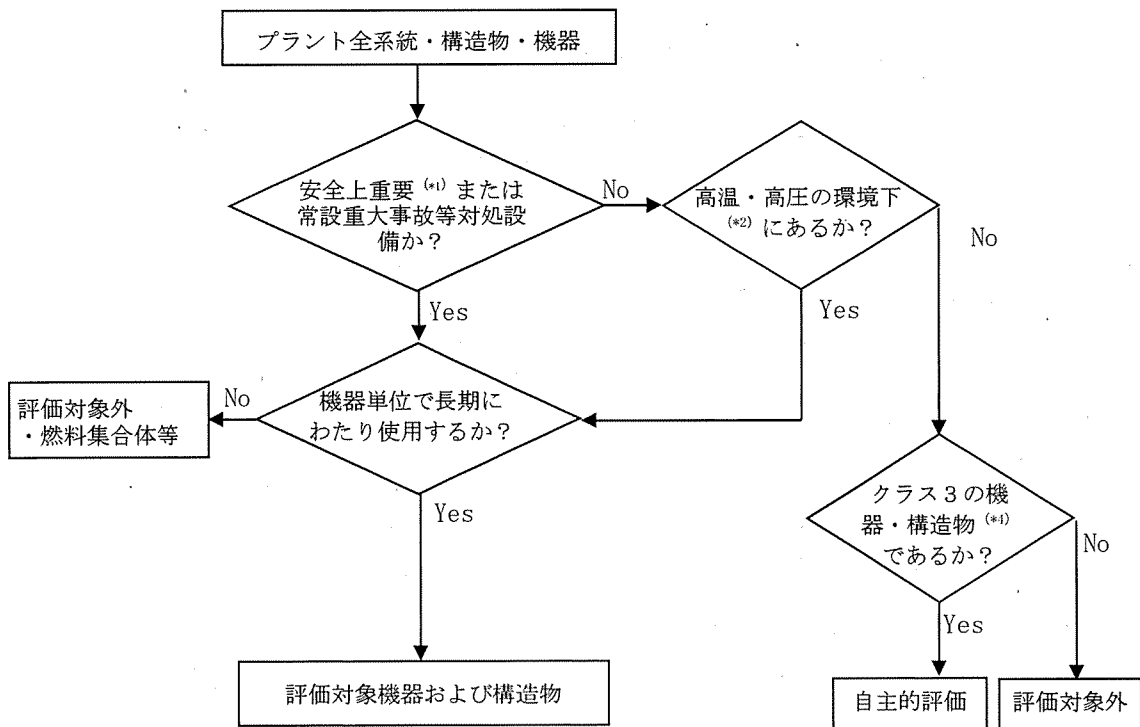 プラント全系統・構造物・機器
安全上重要(*1)または
常設重大事故等対処設
備か？
No
高温・高圧の環境下
(*2)にあるか？
No
Yes
Yes
機器単位で長期に
わたり使用するか？
No
評価対象外
・燃料集合体等
Yes
クラス３の機
器・構造物(*4)
であるか？
No
Yes
評価対象機器および構造物
自主的評価
評価対象外